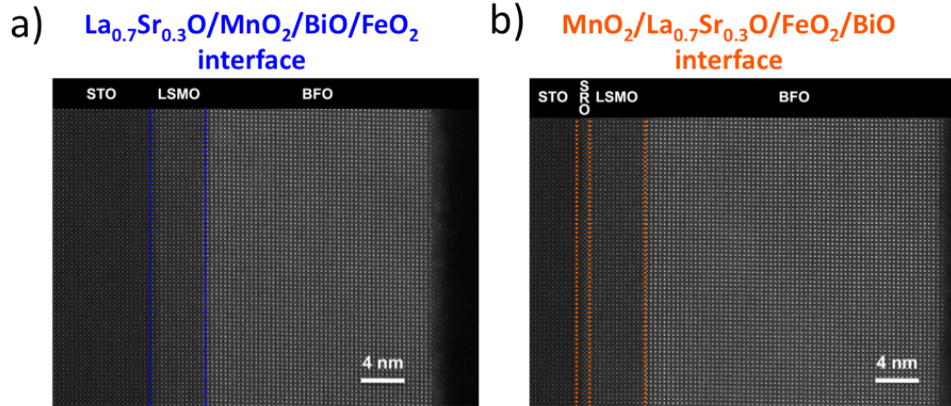 a)
La₀.₇Sr₀.₃O/MnO₂/BiO/FeO₂
interface
STO LSMO BFO
4 nm
b)
MnO₂/La₀.₇Sr₀.₃O/FeO₂/BiO
interface
STO SRO LSMO BFO
4 nm